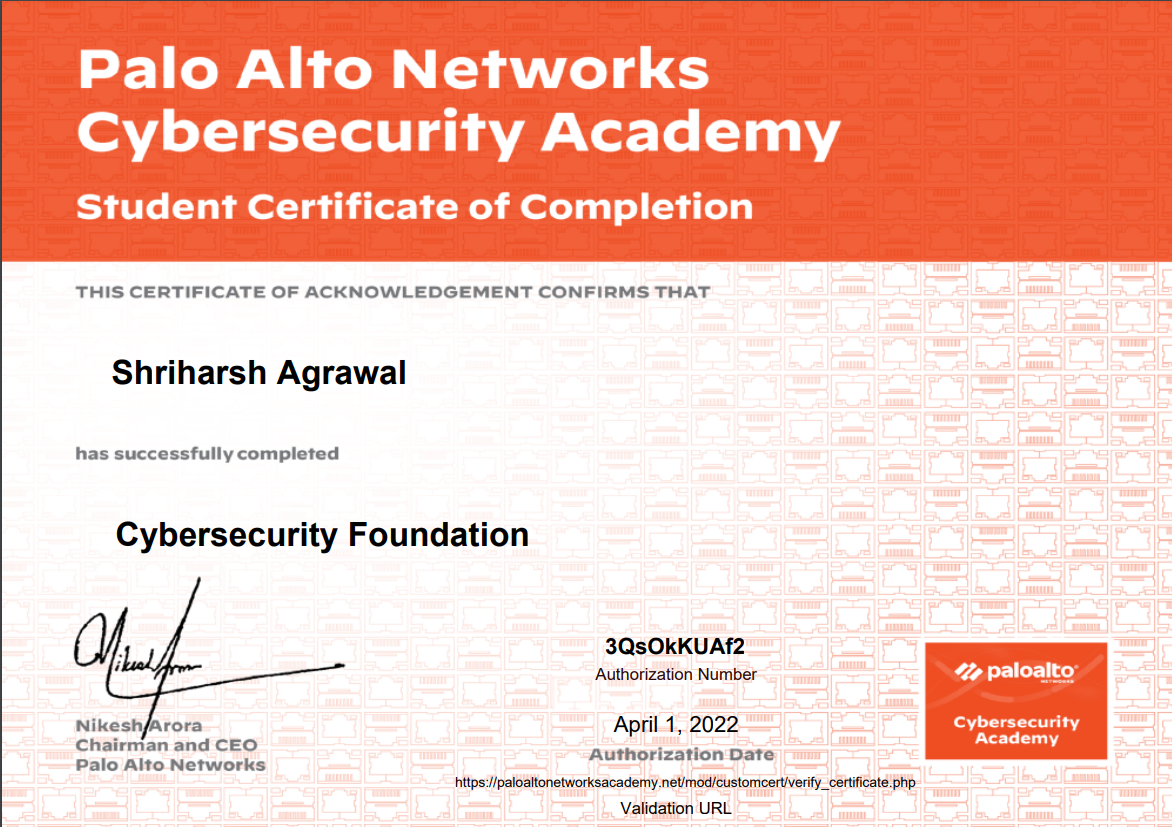 Palo Alto Networks
Cybersecurity Academy
Student Certificate of Completion
THIS CERTIFICATE OF ACKNOWLEDGEMENT CONFIRMS THAT
Shriharsh Agrawal
has successfully completed
Cybersecurity Foundation
Nikesh Arora
Nikesh Arora
Chairman and CEO
Palo Alto Networks
3QsOkKUAf2
Authorization Number
April 1, 2022
Authorization Date
https://paloaltonetworksacademy.net/mod/customcert/verify_certificate.php
Validation URL
paloalto®
NETWORKS
Cybersecurity
Academy